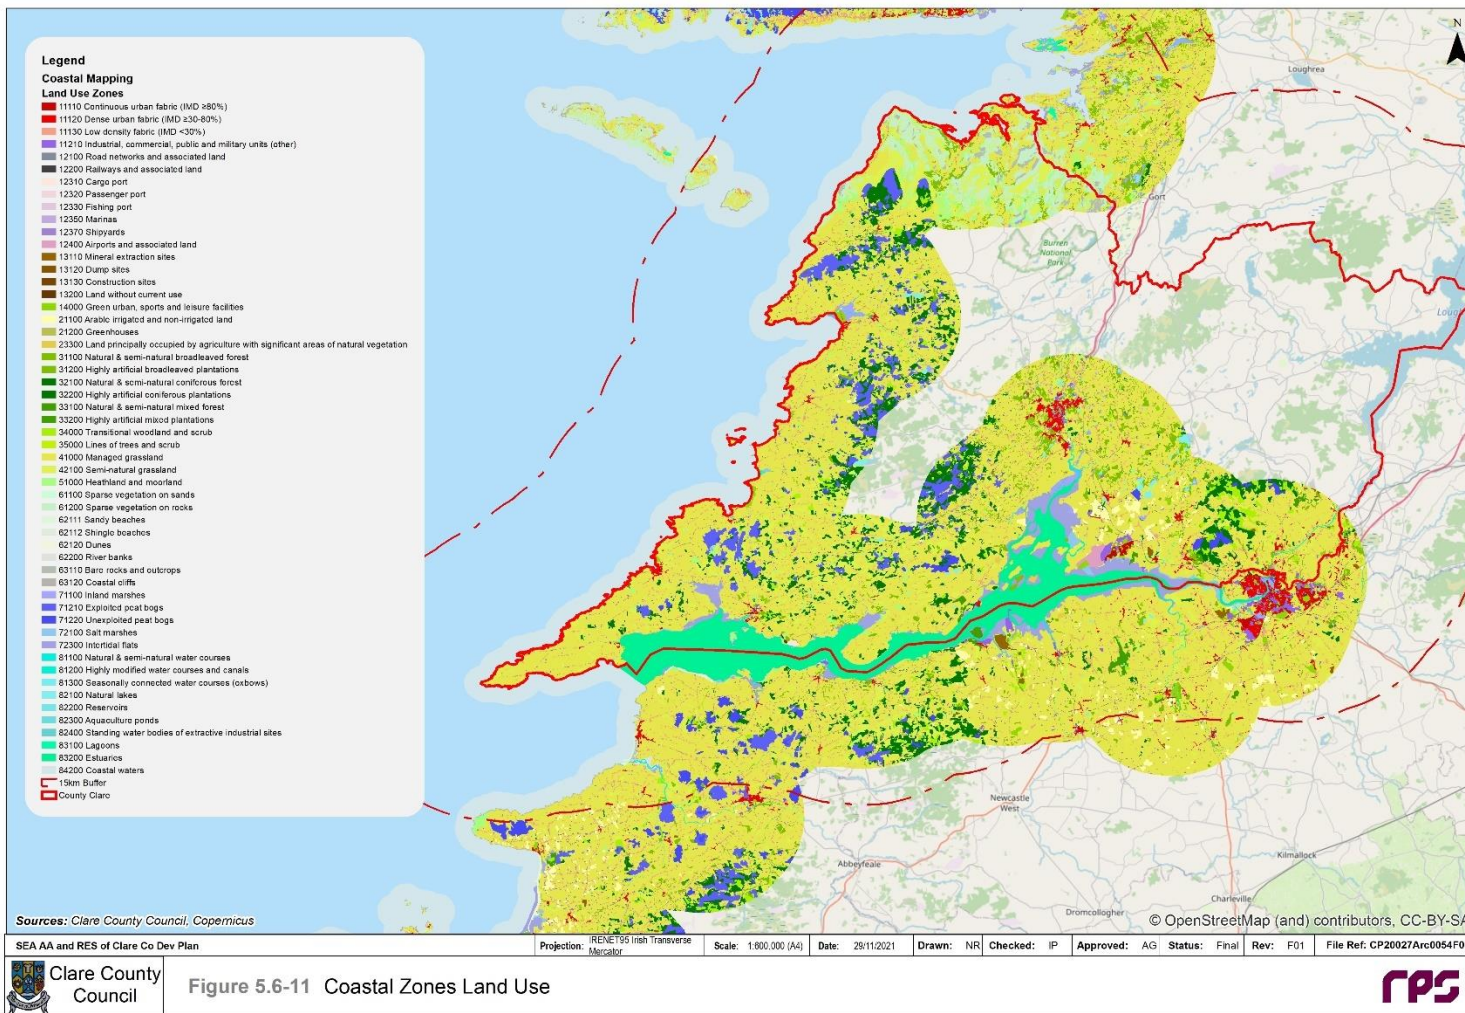 N
Loughrea
Gort
Burren
National
Park
Legend
Coastal Mapping
Land Use Zones
11110 Continuous urban fabric (IMD ≥80%)
11120 Dense urban fabric (IMD ≥30-80%)
11130 Low density fabric (IMD <30%)
11210 Industrial, commercial, public and military units (other)
12100 Road networks and associated land
12200 Railways and associated land
12310 Cargo port
12320 Passenger port
12330 Fishing port
12350 Marinas
12370 Shipyards
12400 Airports and associated land
13110 Mineral extraction sites
13120 Dump sites
13130 Construction sites
13200 Land without current use
14000 Green urban, sports and leisure facilities
21100 Arable irrigated and non-irrigated land
21200 Greenhouses
23300 Land principally occupied by agriculture with significant areas of natural vegetation
31100 Natural & semi-natural broadleaved forest
31200 Highly artificial broadleaved plantations
32100 Natural & semi-natural coniferous forest
32200 Highly artificial coniferous plantations
33100 Natural & semi-natural mixed forest
33200 Highly artificial mixed plantations
34000 Transitional woodland and scrub
35000 Lines of trees and scrub
41000 Managed grassland
42100 Semi-natural grassland
51000 Heathland and moorland
61100 Sparse vegetation on sands
61200 Sparse vegetation on rocks
62111 Sandy beaches
62112 Shingle beaches
62120 Dunes
62200 River banks
63110 Bare rocks and outcrops
63120 Coastal cliffs
71100 Inland marshes
71210 Exploited peat bogs
71220 Unexploited peat bogs
72100 Salt marshes
72300 Intertidal flats
81100 Natural & semi-natural water courses
81200 Highly modified water courses and canals
81300 Seasonally connected water courses (oxbows)
82100 Natural lakes
82200 Reservoirs
82300 Aquaculture ponds
82400 Standing water bodies of extractive industrial sites
83100 Lagoons
83200 Estuaries
84200 Coastal waters
15km Buffer
County Clare
Newcastle
West
Abbeyfeale
Kilmallock
Charleville
Dromcollogher
Sources: Clare County Council, Copernicus
© OpenStreetMap (and) contributors, CC-BY-SA
SEA AA and RES of Clare Co Dev Plan
Projection: IRENET95 Irish Transverse
Mercator
Scale: 1:600,000 (A4)
Date: 29/11/2021
Drawn: NR
Checked: IP
Approved: AG
Status: Final
Rev: F01
File Ref: CP20027Arc0054F0
Clare County
Council
Figure 5.6-11 Coastal Zones Land Use
rps